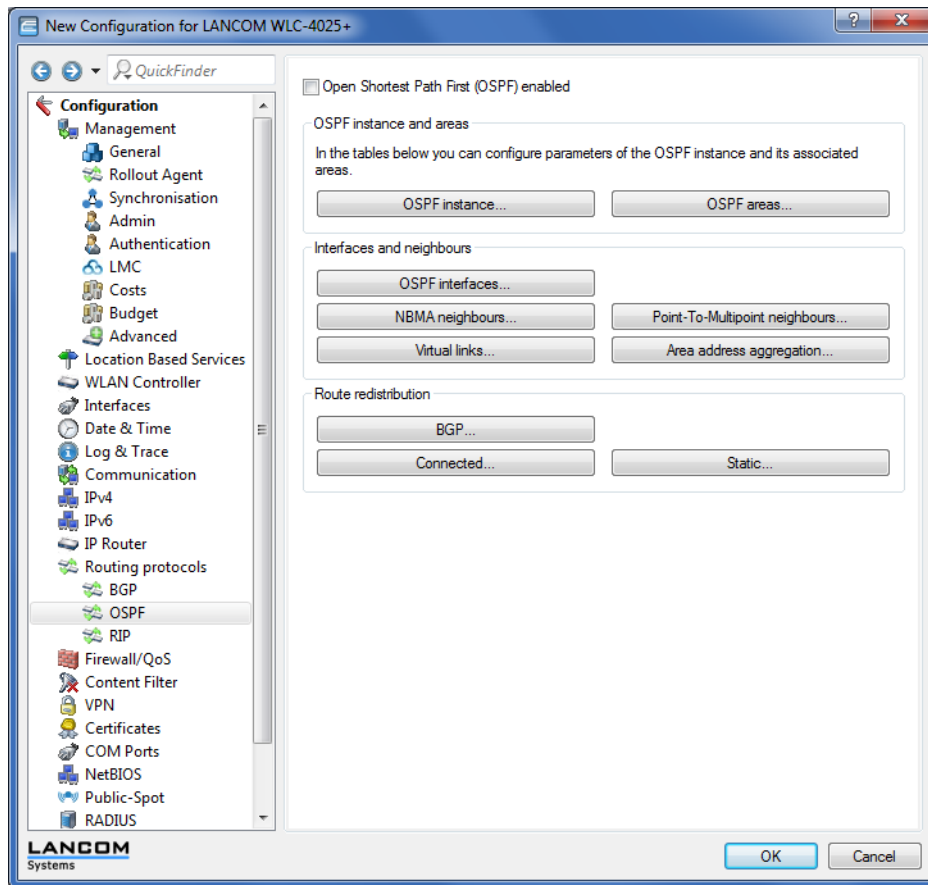 New Configuration for LANCOM WLC-4025+
QuickFinder
Configuration
Management
General
Rollout Agent
Synchronisation
Admin
Authentication
LMC
Costs
Budget
Advanced
Location Based Services
WLAN Controller
Interfaces
Date & Time
Log & Trace
Communication
IPv4
IPv6
IP Router
Routing protocols
BGP
OSPF
RIP
Firewall/QoS
Content Filter
VPN
Certificates
COM Ports
NetBIOS
Public-Spot
RADIUS
Open Shortest Path First (OSPF) enabled
OSPF instance and areas
In the tables below you can configure parameters of the OSPF instance and its associated
areas.
OSPF instance... OSPF areas...
Interfaces and neighbours
OSPF interfaces...
NBMA neighbours... Point-To-Multipoint neighbours...
Virtual links... Area address aggregation...
Route redistribution
BGP...
Connected... Static...
LANCOM
Systems
OK Cancel